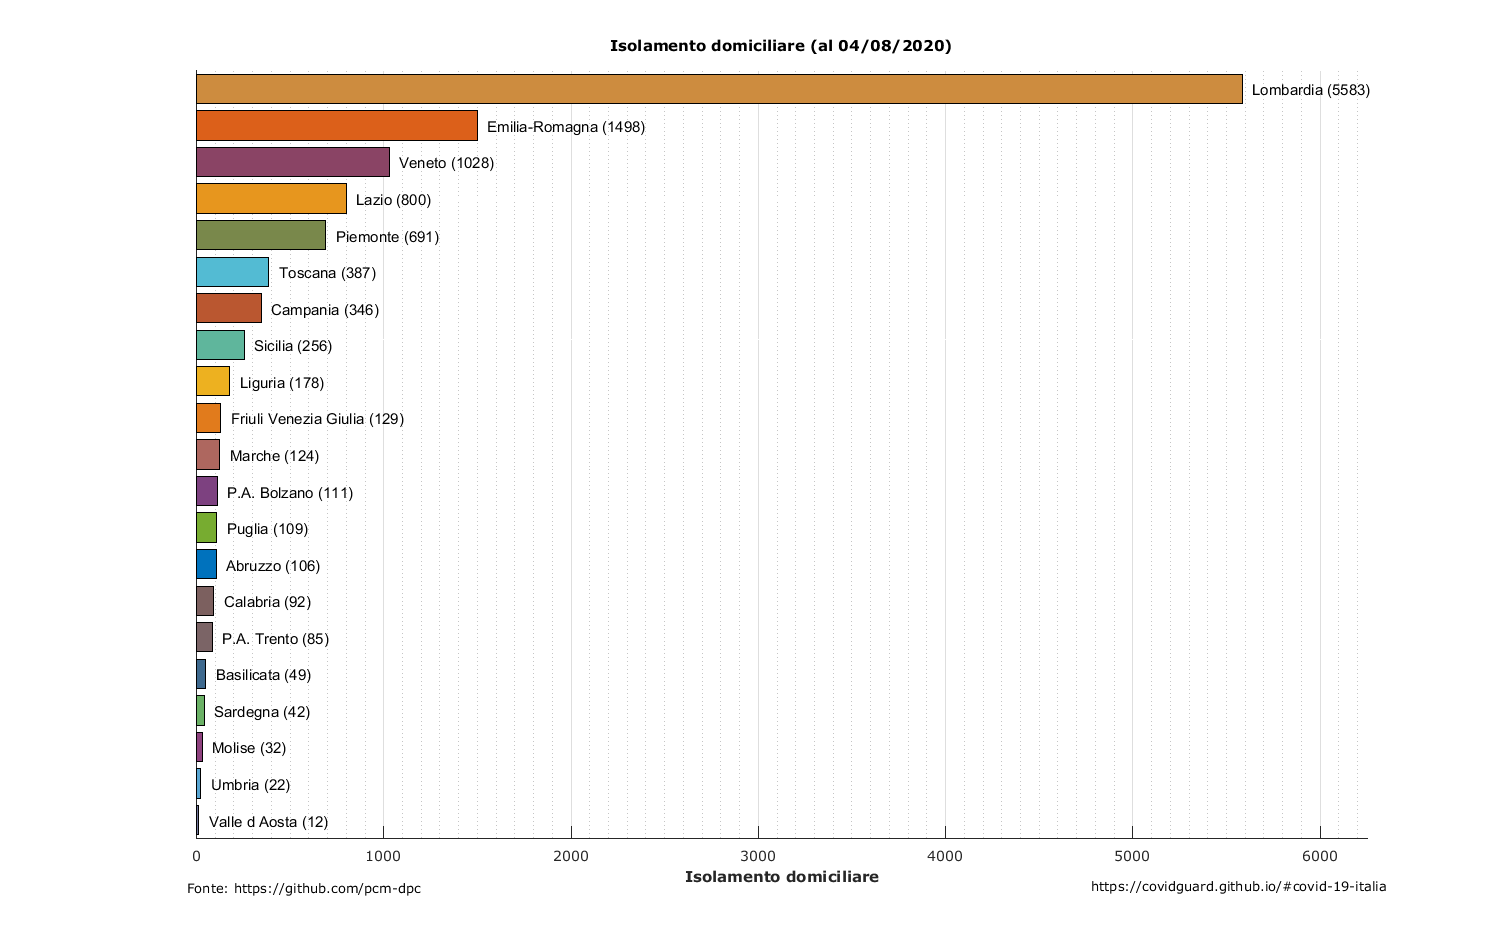 Isolamento domiciliare (al 04/08/2020)
Lombardia (5583)
Emilia-Romagna (1498)
Veneto (1028)
Lazio (800)
Piemonte (691)
Toscana (387)
Campania (346)
Sicilia (256)
Liguria (178)
Friuli Venezia Giulia (129)
Marche (124)
P.A. Bolzano (111)
Puglia (109)
Abruzzo (106)
Calabria (92)
P.A. Trento (85)
Basilicata (49)
Sardegna (42)
Molise (32)
Umbria (22)
Valle d Aosta (12)
0 1000 2000 3000 4000 5000 6000
Isolamento domiciliare
Fonte: https://github.com/pcm-dpc
https://covidguard.github.io/#covid-19-italia